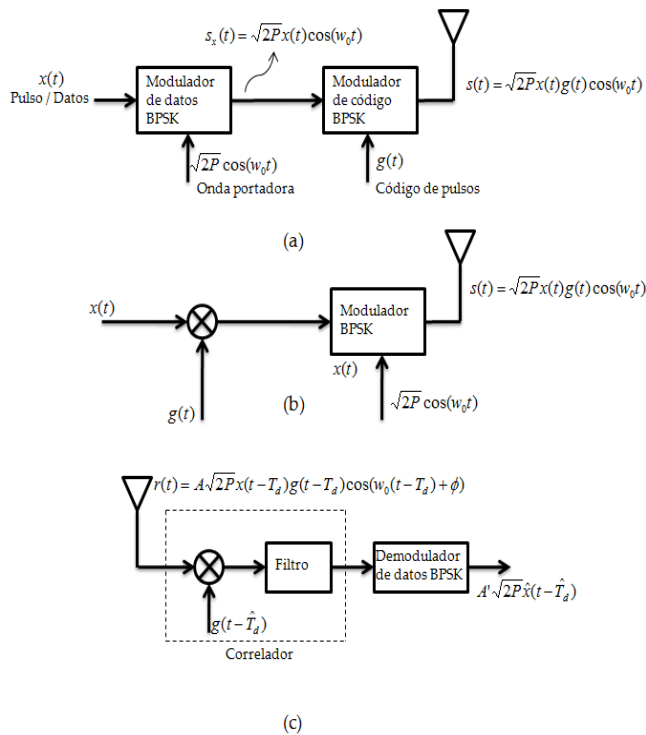 s_x(t)=√2P x(t)cos(w_0t)
x(t)
Pulso / Datos
Modulador
de datos
BPSK
Modulador
de código
BPSK
s(t)=√2P x(t)g(t)cos(w_0t)
√2P cos(w_0t)
Onda portadora
g(t)
Código de pulsos
(a)
x(t)
Modulador
BPSK
s(t)=√2P x(t)g(t)cos(w_0t)
x(t)
g(t)
(b)
√2P cos(w_0t)
r(t)=A√2P x(t−T_d)g(t−T_d)cos(w_0(t−T_d)+ϕ)
Filtro
Demodulador
de datos BPSK
A'√2P x̂(t−T̂_d)
g(t−T̂_d)
Correlador
(c)